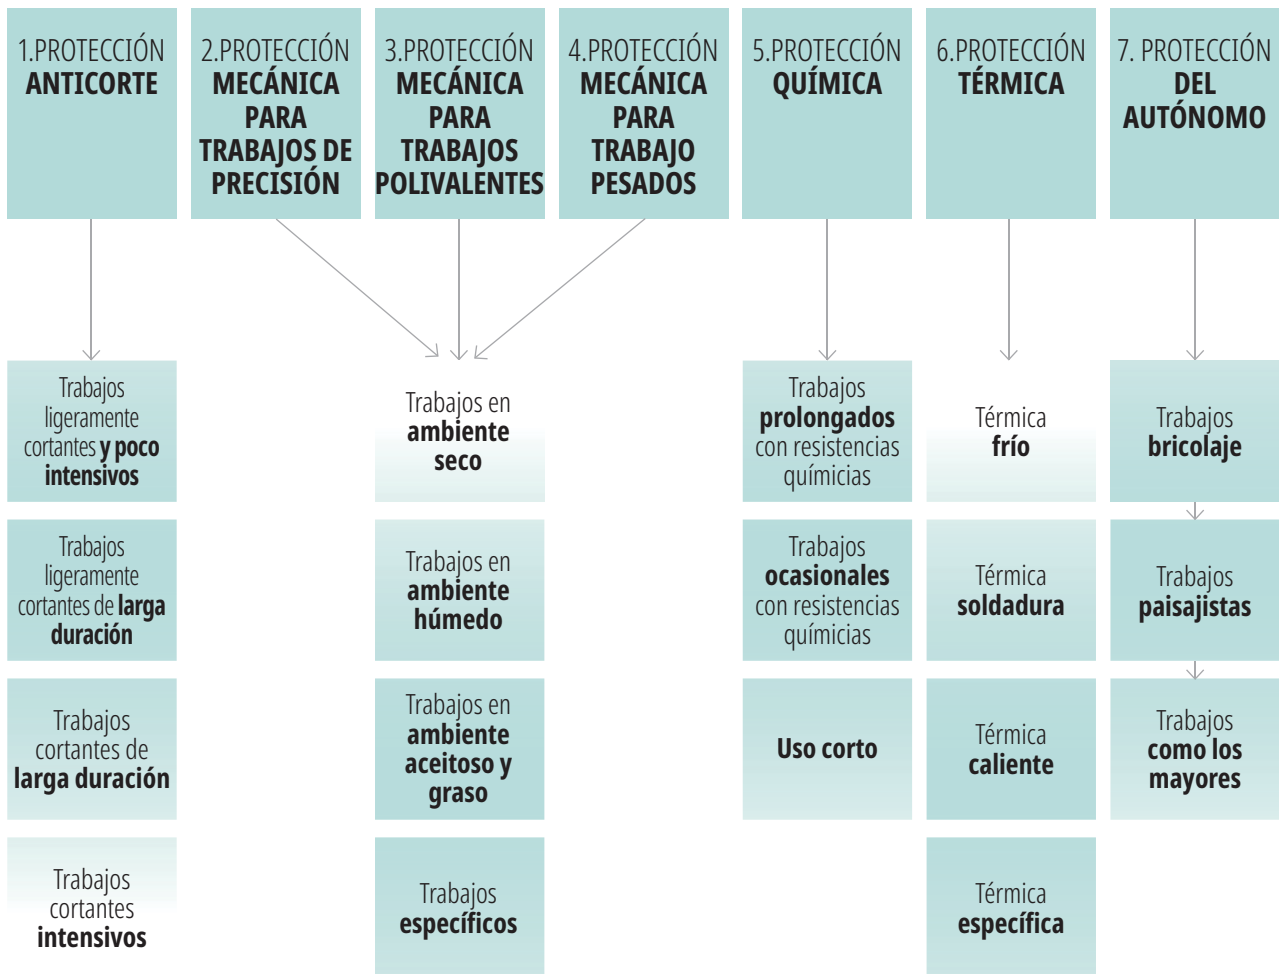 1.PROTECCIÓN
ANTICORTE
2.PROTECCIÓN
MECÁNICA
PARA
TRABAJOS DE
PRECISIÓN
3.PROTECCIÓN
MECÁNICA
PARA
TRABAJOS
POLIVALENTES
4.PROTECCIÓN
MECÁNICA
PARA
TRABAJO
PESADOS
5.PROTECCIÓN
QUÍMICA
6.PROTECCIÓN
TÉRMICA
7. PROTECCIÓN
DEL
AUTÓNOMO
Trabajos
ligeramente
cortantes y poco
intensivos
Trabajos
ligeramente
cortantes de larga
duración
Trabajos
cortantes de
larga duración
Trabajos
cortantes
intensivos
Trabajos en
ambiente
seco
Trabajos en
ambiente
húmedo
Trabajos en
ambiente
aceitoso y
graso
Trabajos
específicos
Trabajos
prolongados
con resistencias
químicias
Trabajos
ocasionales
con resistencias
químicias
Uso corto
Térmica
frío
Térmica
soldadura
Térmica
caliente
Térmica
específica
Trabajos
bricolaje
Trabajos
paisajistas
Trabajos
como los
mayores